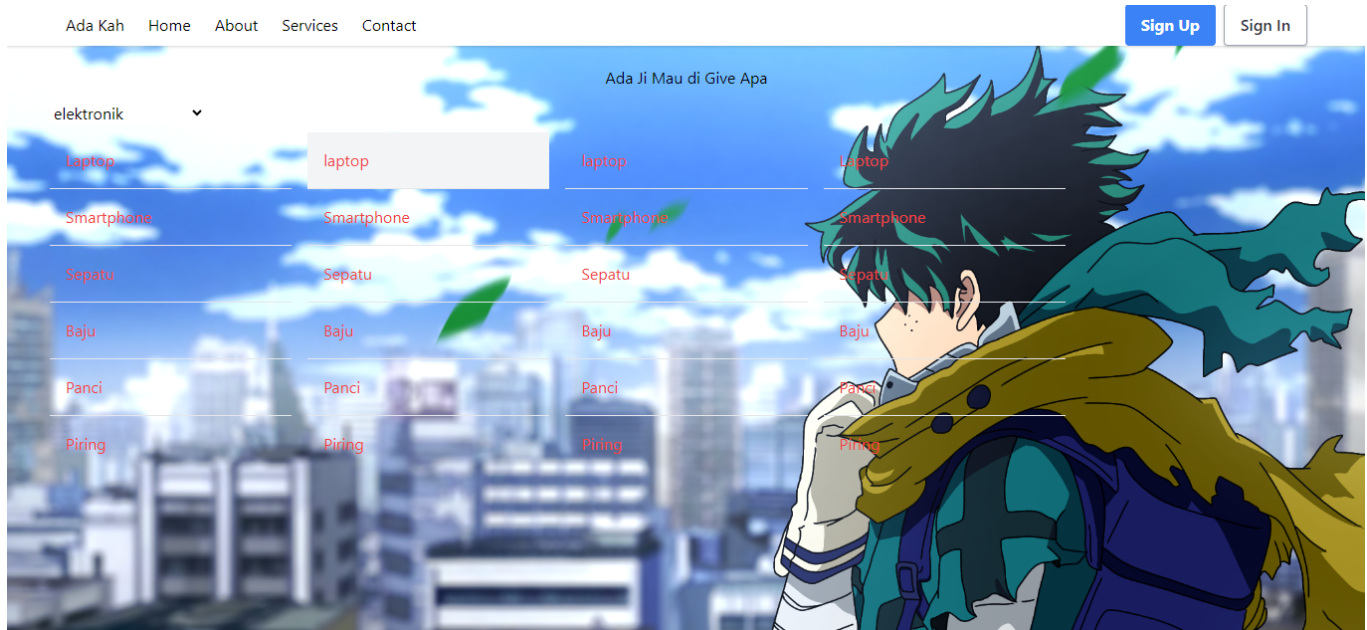 Ada Kah Home About Services Contact Sign Up Sign In
Ada Ji Mau di Give Apa
elektronik
Laptop laptop laptop Laptop
Smartphone Smartphone Smartphone Smartphone
Sepatu Sepatu Sepatu Sepatu
Baju Baju Baju Baju
Panci Panci Panci Panci
Piring Piring Piring Piring